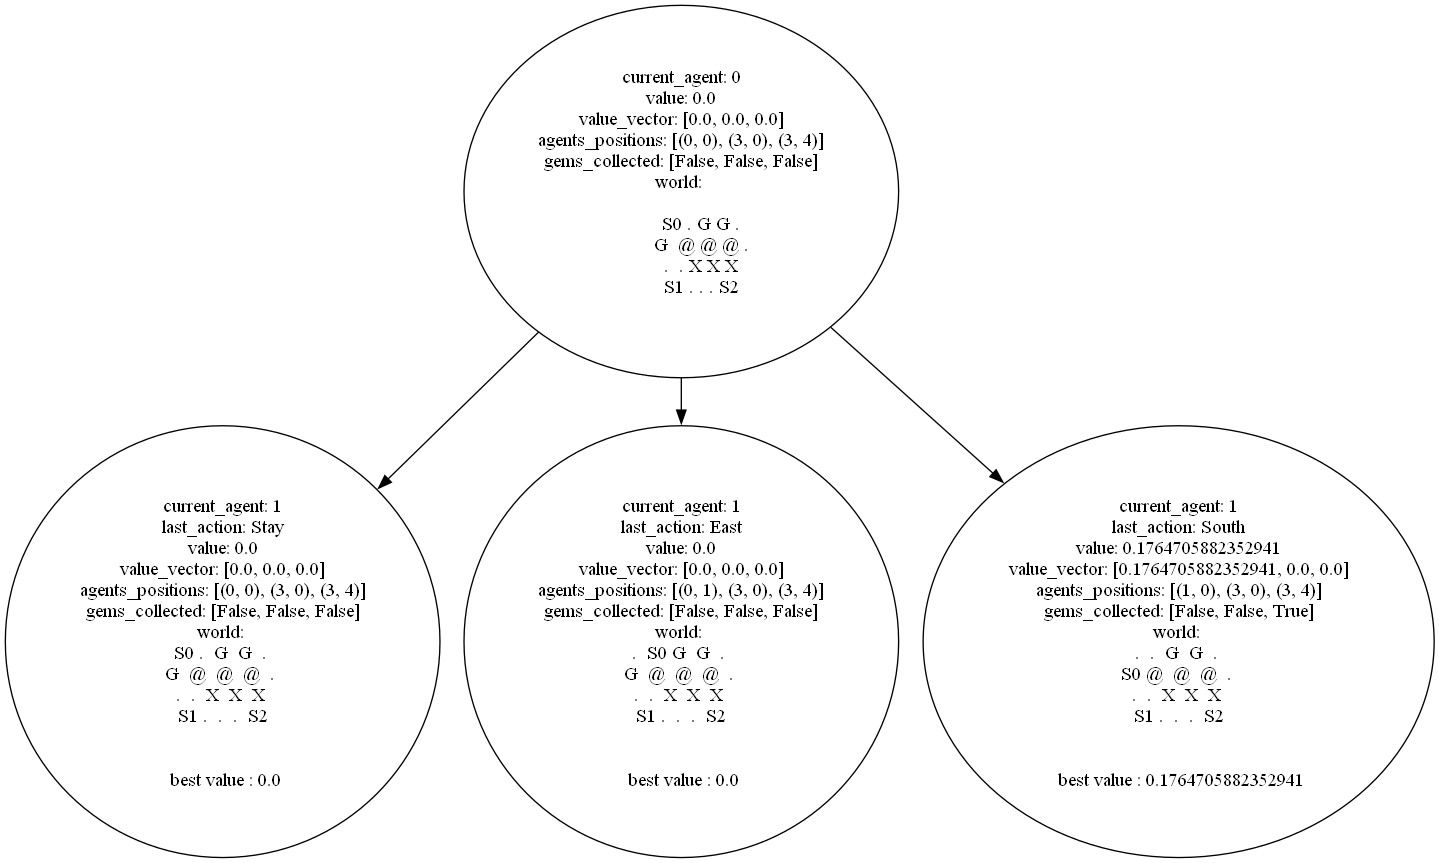 current_agent: 0
value: 0.0
value_vector: [0.0, 0.0, 0.0]
agents_positions: [(0, 0), (3, 0), (3, 4)]
gems_collected: [False, False, False]
world:
S0 . G G .
G @ @ @ .
. . X X X
S1 . . . S2
current_agent: 1
last_action: Stay
value: 0.0
value_vector: [0.0, 0.0, 0.0]
agents_positions: [(0, 0), (3, 0), (3, 4)]
gems_collected: [False, False, False]
world:
S0 . G G .
G @ @ @ .
. . X X X
S1 . . . S2
best value : 0.0
current_agent: 1
last_action: East
value: 0.0
value_vector: [0.0, 0.0, 0.0]
agents_positions: [(0, 1), (3, 0), (3, 4)]
gems_collected: [False, False, False]
world:
. S0 G G .
G @ @ @ .
. . X X X
S1 . . . S2
best value : 0.0
current_agent: 1
last_action: South
value: 0.1764705882352941
value_vector: [0.1764705882352941, 0.0, 0.0]
agents_positions: [(1, 0), (3, 0), (3, 4)]
gems_collected: [False, False, True]
world:
. . G G .
S0 @ @ @ .
. . X X X
S1 . . . S2
best value : 0.1764705882352941